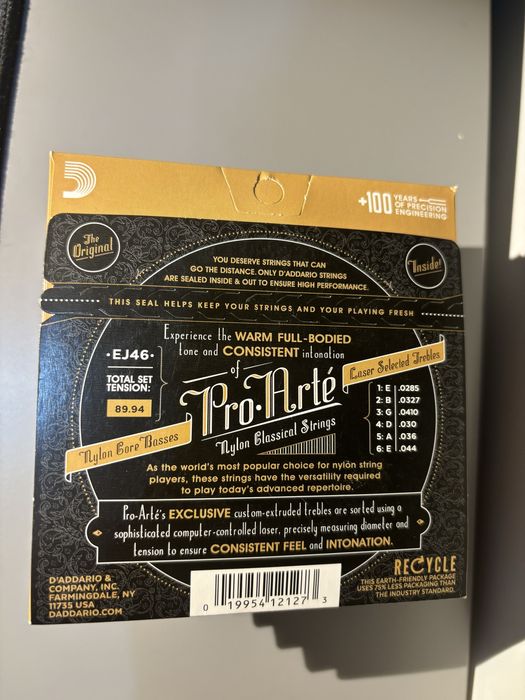 +100 YEARS
OF PRECISION
ENGINEERING
The
Original
Inside!
YOU DESERVE STRINGS THAT CAN
GO THE DISTANCE. ONLY D'ADDARIO STRINGS
ARE SEALED INSIDE & OUT TO ENSURE HIGH PERFORMANCE.
THIS SEAL HELPS KEEP YOUR STRINGS AND YOUR PLAYING FRESH
Experience the WARM FULL-BODIED
tone and CONSISTENT intonation
of
Pro·Arté
Nylon Classical Strings
·EJ46·
TOTAL SET
TENSION:
89.94
Nylon Core Basses
Laser Selected Trebles
1: E .0285
2: B .0327
3: G .0410
4: D .030
5: A .036
6: E .044
As the world's most popular choice for nylon string
players, these strings have the versatility required
to play today's advanced repertoire.
Pro-Arté's EXCLUSIVE custom-extruded trebles are sorted using a
sophisticated computer-controlled laser, precisely measuring diameter and
tension to ensure CONSISTENT FEEL and INTONATION.
D'ADDARIO &
COMPANY, INC.
FARMINGDALE, NY
11735 USA
DADDARIO.COM
0 19954 12127 3
RECYCLE
THIS EARTH-FRIENDLY PACKAGE
USES 75% LESS PACKAGING THAN
THE INDUSTRY STANDARD.